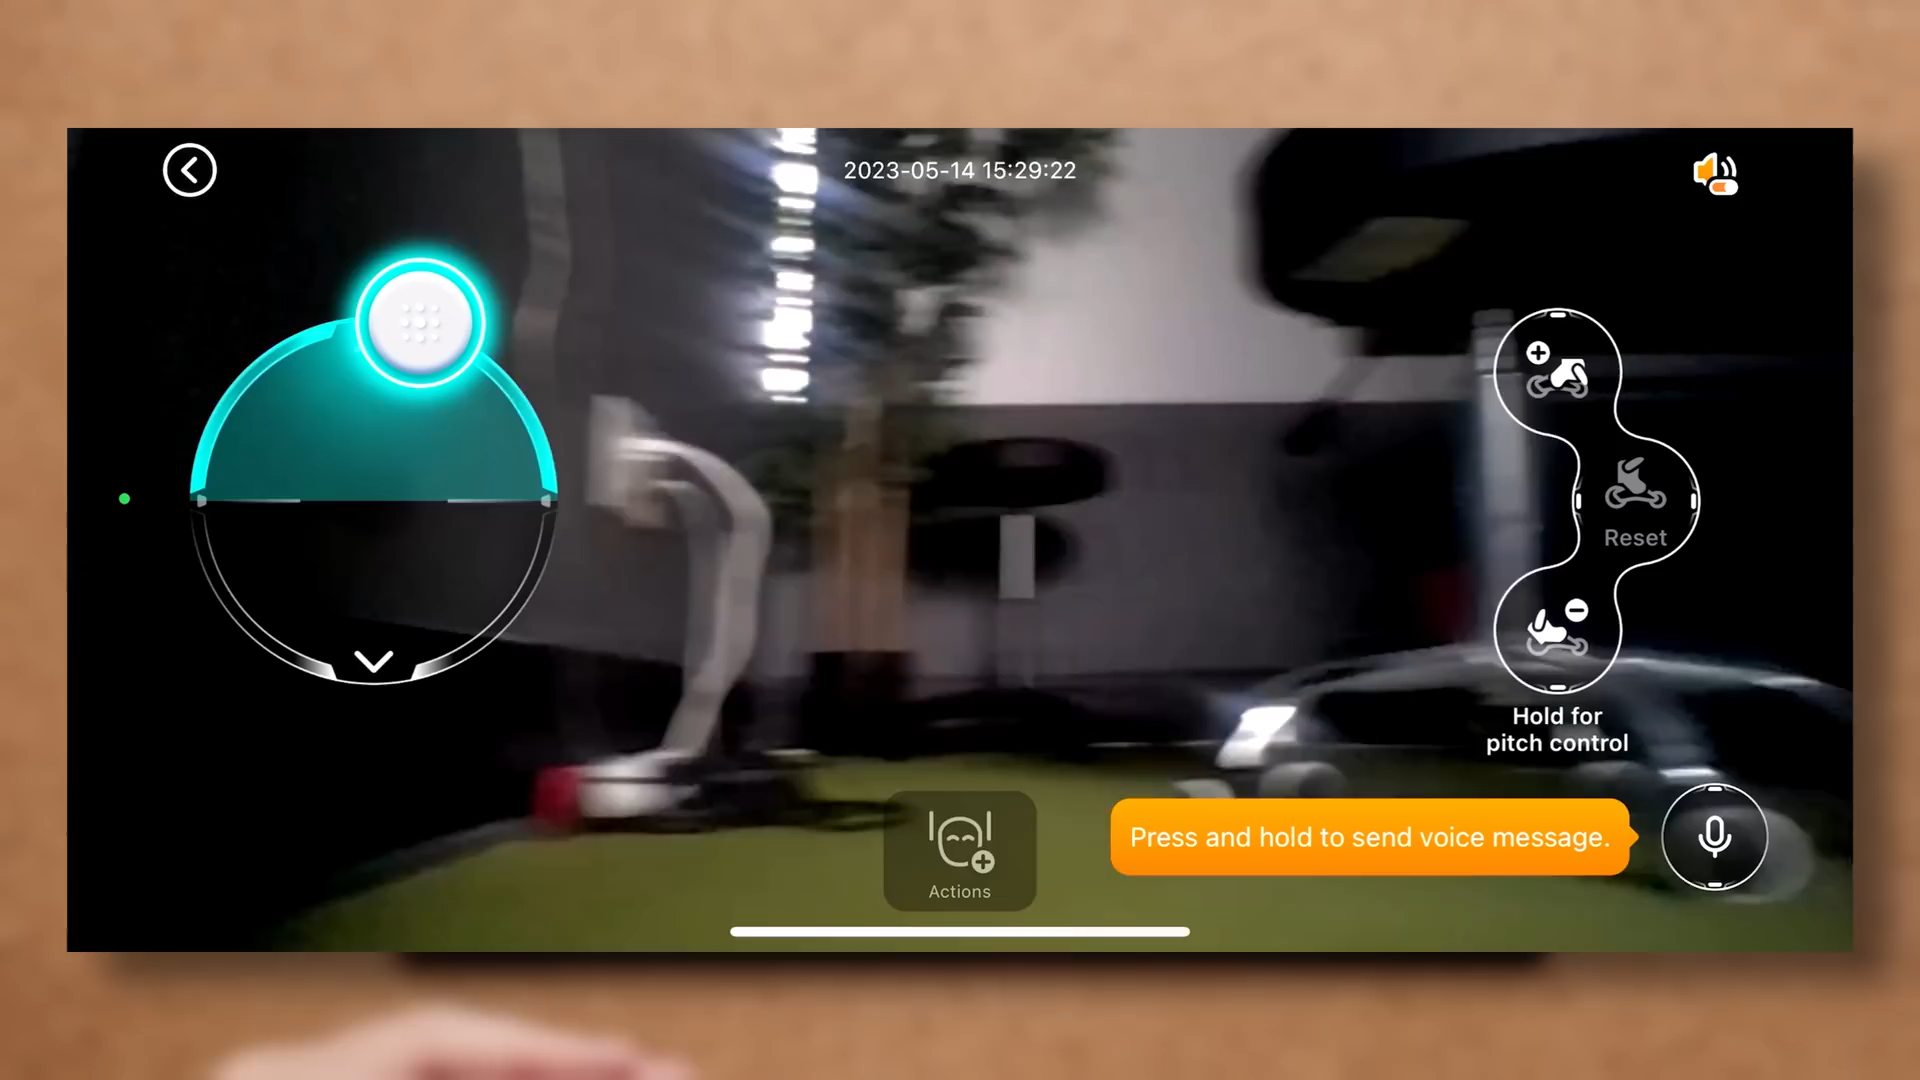 2023-05-14 15:29:22
Reset
Hold for
pitch control
Press and hold to send voice message.
Actions